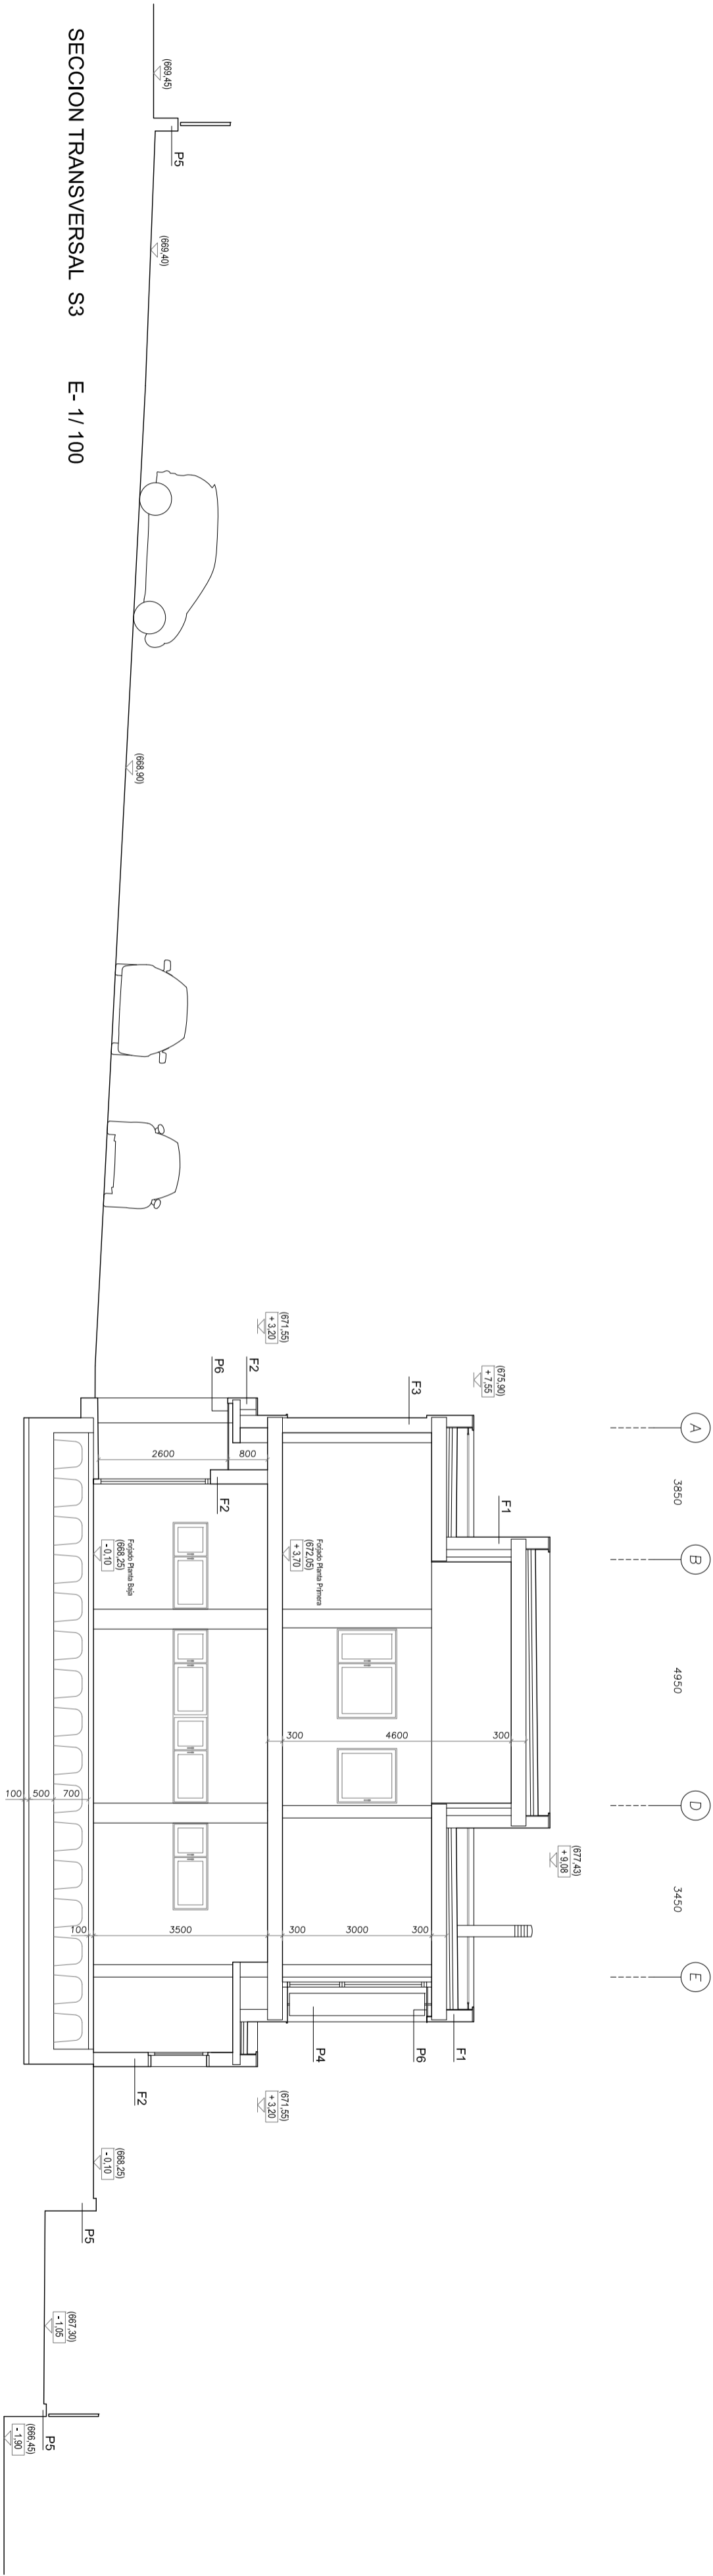 A
3850
B
4950
D
3450
E
(677,43)
+ 9,08
(675,90)
+ 7,55
F1
F3
F1
P6
P4
300
4600
300
300
3000
300
Forjado Planta Primera
(672,05)
+ 3,70
(671,55)
+ 3,20
F2
P6
800
2600
F2
(671,55)
+ 3,20
F2
3500
100
Forjado Planta Baja
(668,25)
- 0,10
700
500
100
(669,45)
P5
(669,40)
(668,90)
(668,25)
- 0,10
P5
(667,30)
- 1,05
P5
(666,45)
- 1,90
SECCION TRANSVERSAL S3 E- 1/ 100